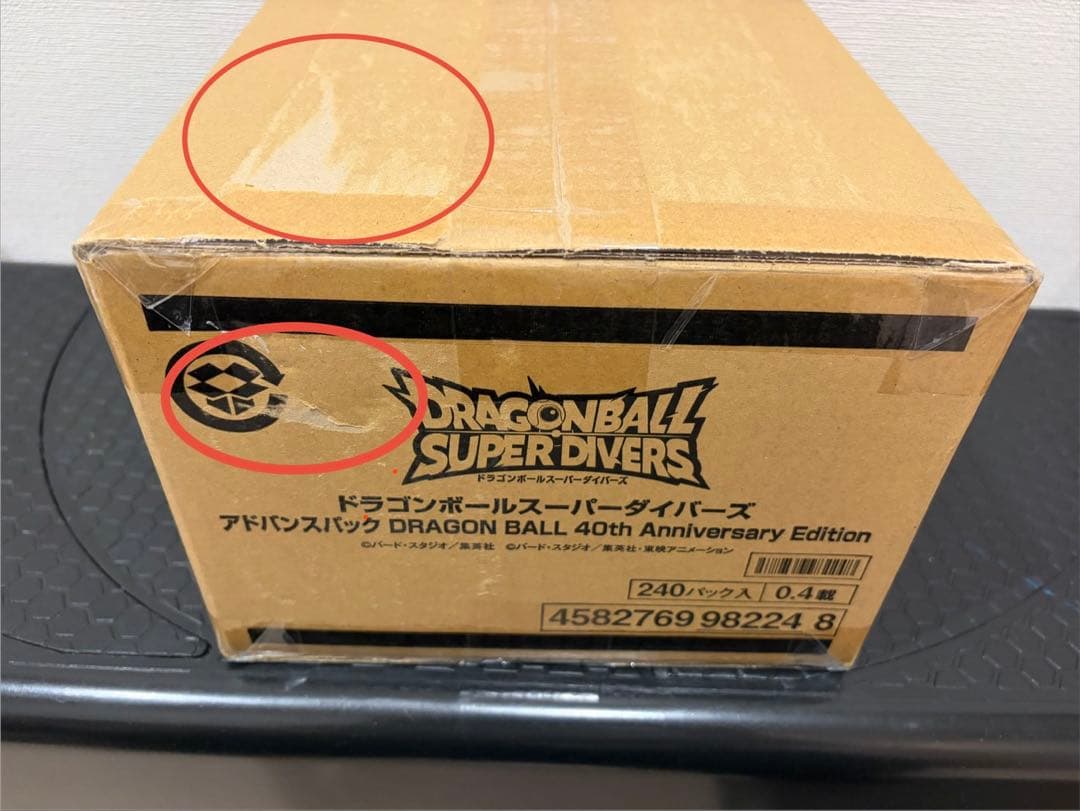 DRAGONBALL
SUPER DIVERS
ドラゴンボールスーパーダイバーズ
ドラゴンボールスーパーダイバーズ
アドバンスパック DRAGON BALL 40th Anniversary Edition
©バード・スタジオ／集英社 ©バード・スタジオ／集英社・東映アニメーション
240パック入 0.4載
4582769 98224 8